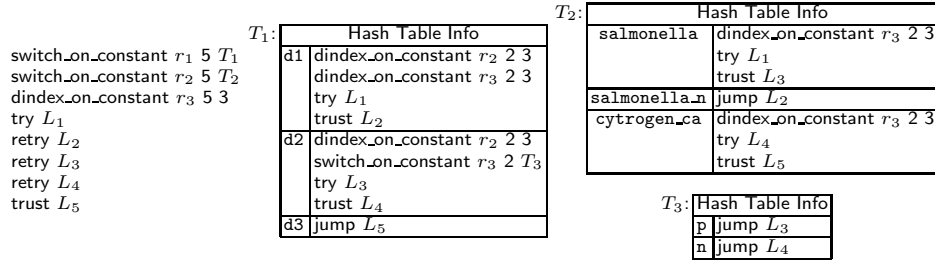 switch_on_constant r₁ 5 T₁
switch_on_constant r₂ 5 T₂
dindex_on_constant r₃ 5 3
try L₁
retry L₂
retry L₃
retry L₄
trust L₅
T₁: Hash Table Info
d1 dindex_on_constant r₂ 2 3
dindex_on_constant r₃ 2 3
try L₁
trust L₂
d2 dindex_on_constant r₂ 2 3
switch_on_constant r₃ 2 T₃
try L₃
trust L₄
d3 jump L₅
T₂: Hash Table Info
salmonella dindex_on_constant r₃ 2 3
try L₁
trust L₃
salmonella_n jump L₂
cytrogen_ca dindex_on_constant r₃ 2 3
try L₄
trust L₅
T₃: Hash Table Info
p jump L₃
n jump L₄